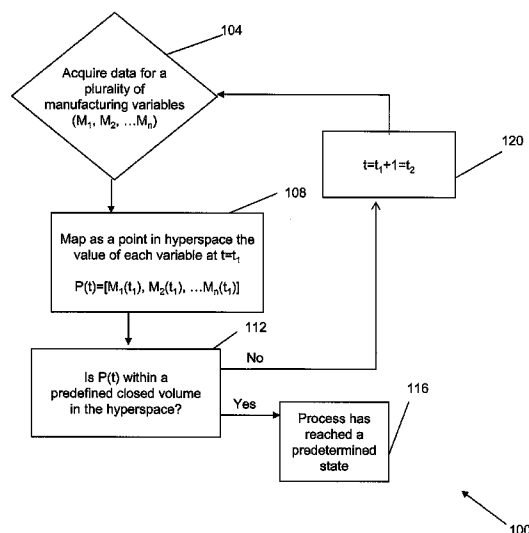 104
Acquire data for a
plurality of
manufacturing variables
(M₁, M₂, ...Mₙ)
120
t=t₁+1=t₂
108
Map as a point in hyperspace the
value of each variable at t=t₁
P(t)=[M₁(t₁), M₂(t₁), ...Mₙ(t₁)]
112
No
Is P(t) within a
predefined closed volume
in the hyperspace?
Yes
116
Process has
reached a
predetermined
state
100